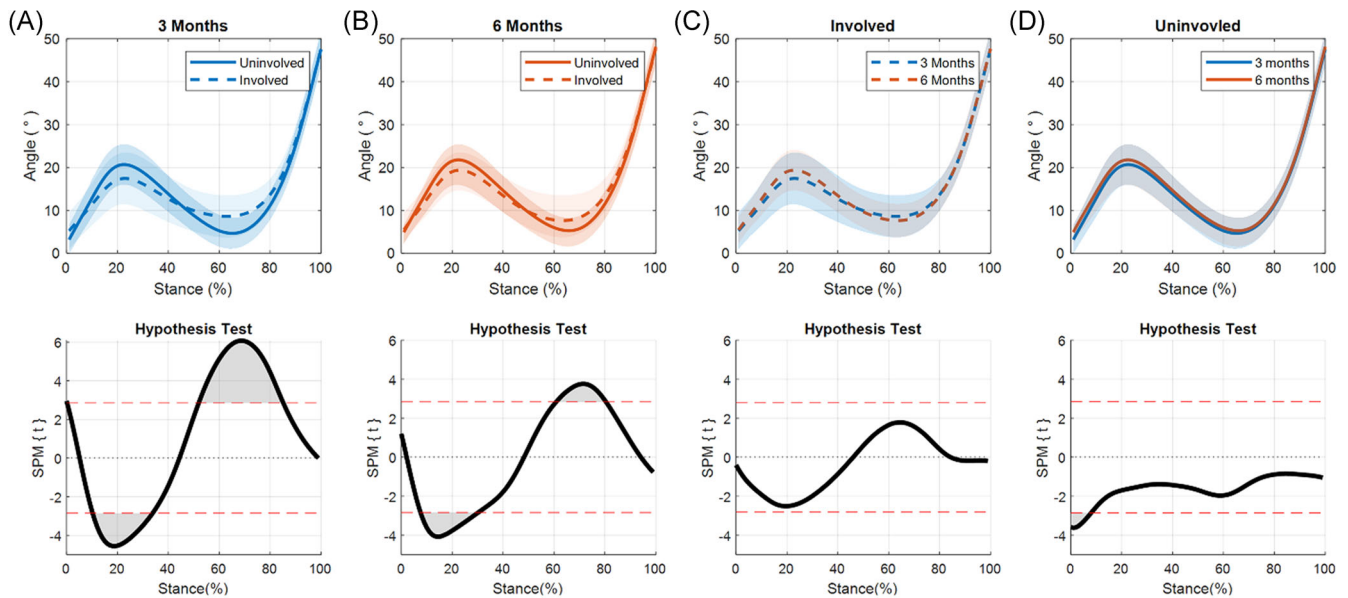 (A)
3 Months
50
40
30
20
10
0
Angle ( ° )
Uninvolved
Involved
0 20 40 60 80 100
Stance (%)
(B)
6 Months
50
40
30
20
10
0
Angle ( ° )
Uninvolved
Involved
0 20 40 60 80 100
Stance (%)
(C)
Involved
50
40
30
20
10
0
Angle ( ° )
3 Months
6 Months
0 20 40 60 80 100
Stance (%)
(D)
Uninvovled
50
40
30
20
10
0
Angle ( ° )
3 months
6 months
0 20 40 60 80 100
Stance (%)
Hypothesis Test
6
4
2
0
-2
-4
SPM { t }
0 20 40 60 80 100
Stance(%)
Hypothesis Test
6
4
2
0
-2
-4
SPM { t }
0 20 40 60 80 100
Stance(%)
Hypothesis Test
6
4
2
0
-2
-4
SPM { t }
0 20 40 60 80 100
Stance(%)
Hypothesis Test
6
4
2
0
-2
-4
SPM { t }
0 20 40 60 80 100
Stance(%)